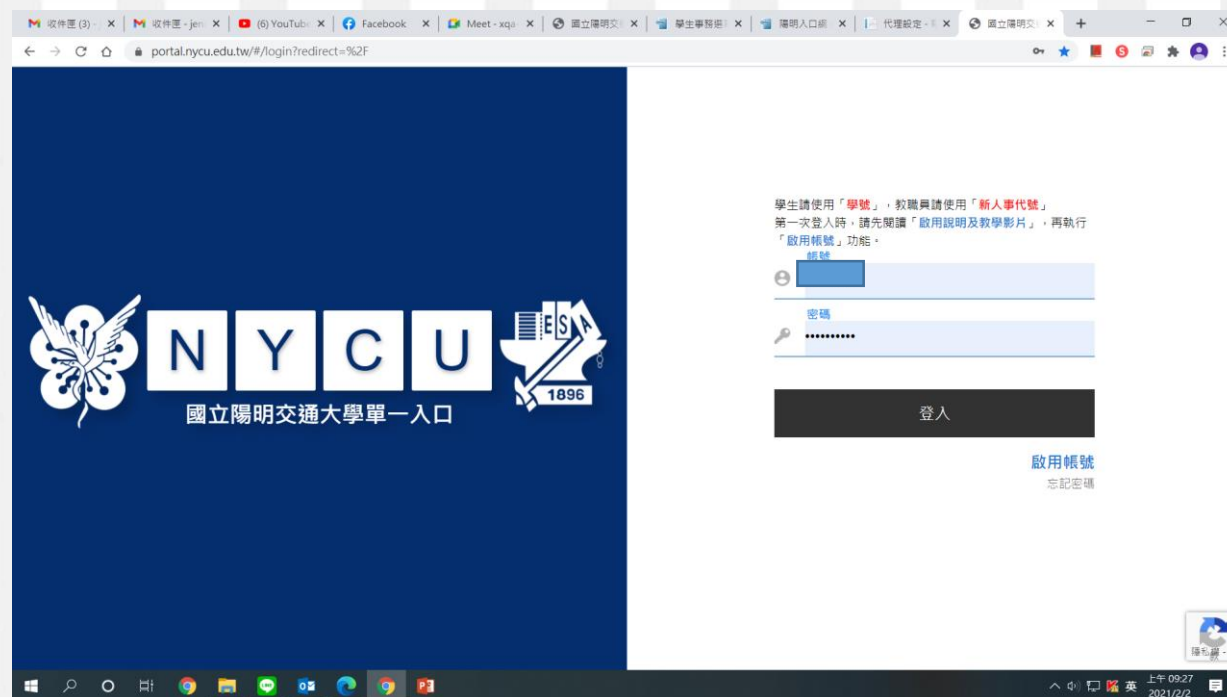 收件匣 (3) -
收件匣 - jen
(6) YouTub
Facebook
Meet - xqa
國立陽明交
學生事務
陽明人口網
代理設定 -
國立陽明交
portal.nycu.edu.tw/#/login?redirect=%2F
學生請使用「學號」，教職員請使用「新人事代號」
第一次登入時，請先閱讀「啟用說明及教學影片」，再執行
「啟用帳號」功能。
帳號
密碼
••••••••••
登入
啟用帳號
忘記密碼
N Y C U
ESA
1896
國立陽明交通大學單一入口
隱私權 -
英
上午 09:27
2021/2/2